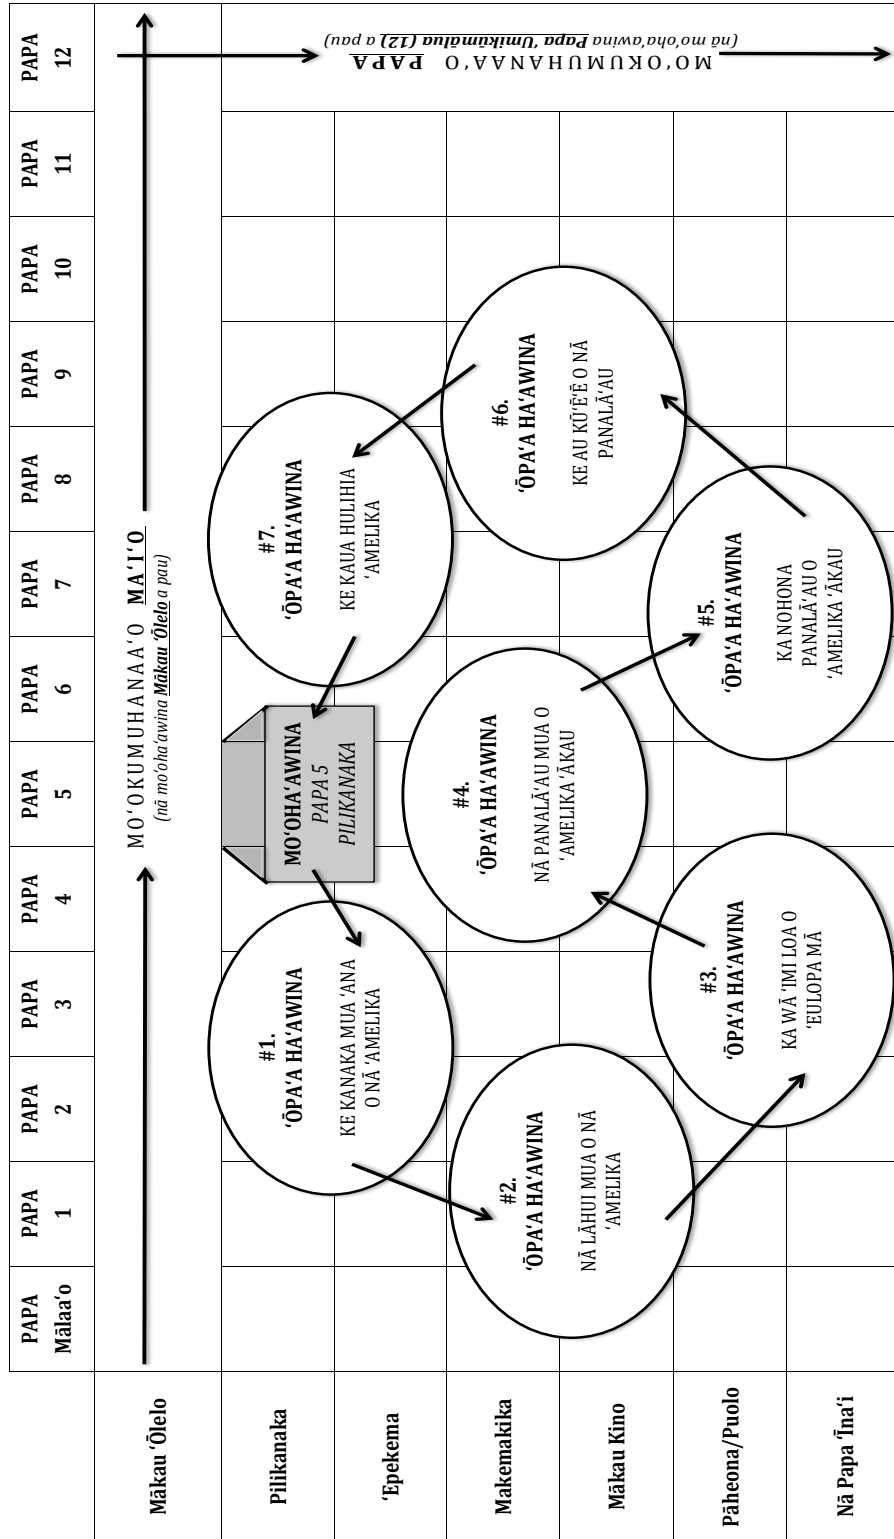 PAPA
Mālaaʻo
PAPA
1
PAPA
2
PAPA
3
PAPA
4
PAPA
5
PAPA
6
PAPA
7
PAPA
8
PAPA
9
PAPA
10
PAPA
11
PAPA
12
Mākau ʻŌlelo
MOʻOKUMUHANAAʻO MAʻIʻO
(nā moʻohaʻawina Mākau ʻŌlelo a pau)
MOʻOKUMUHANAAʻO PAPA
(nā moʻohaʻawina Papa ʻUmikūmālua (12) a pau)
Pilikanaka
ʻEpekema
Makemakika
Mākau Kino
Pāheona/Puolo
Nā Papa ʻĪnaʻi
MOʻOHAʻAWINA
PAPA 5
PILIKANAKA
#1.
ʻŌPAʻA HAʻAWINA
KE KANAKA MUA ʻANA
O NĀ ʻAMELIKA
#2.
ʻŌPAʻA HAʻAWINA
NĀ LĀHUI MUA O NĀ
ʻAMELIKA
#3.
ʻŌPAʻA HAʻAWINA
KA WĀ ʻIMI LOA O
ʻEULOPA MĀ
#4.
ʻŌPAʻA HAʻAWINA
NĀ PANALĀʻAU MUA O
ʻAMELIKA ʻĀKAU
#5.
ʻŌPAʻA HAʻAWINA
KA NOHONA
PANALĀʻAU O
ʻAMELIKA ʻĀKAU
#6.
ʻŌPAʻA HAʻAWINA
KE AU KŪʻĒʻĒ O NĀ
PANALĀʻAU
#7.
ʻŌPAʻA HAʻAWINA
KE KAUA HULIHIA
ʻAMELIKA